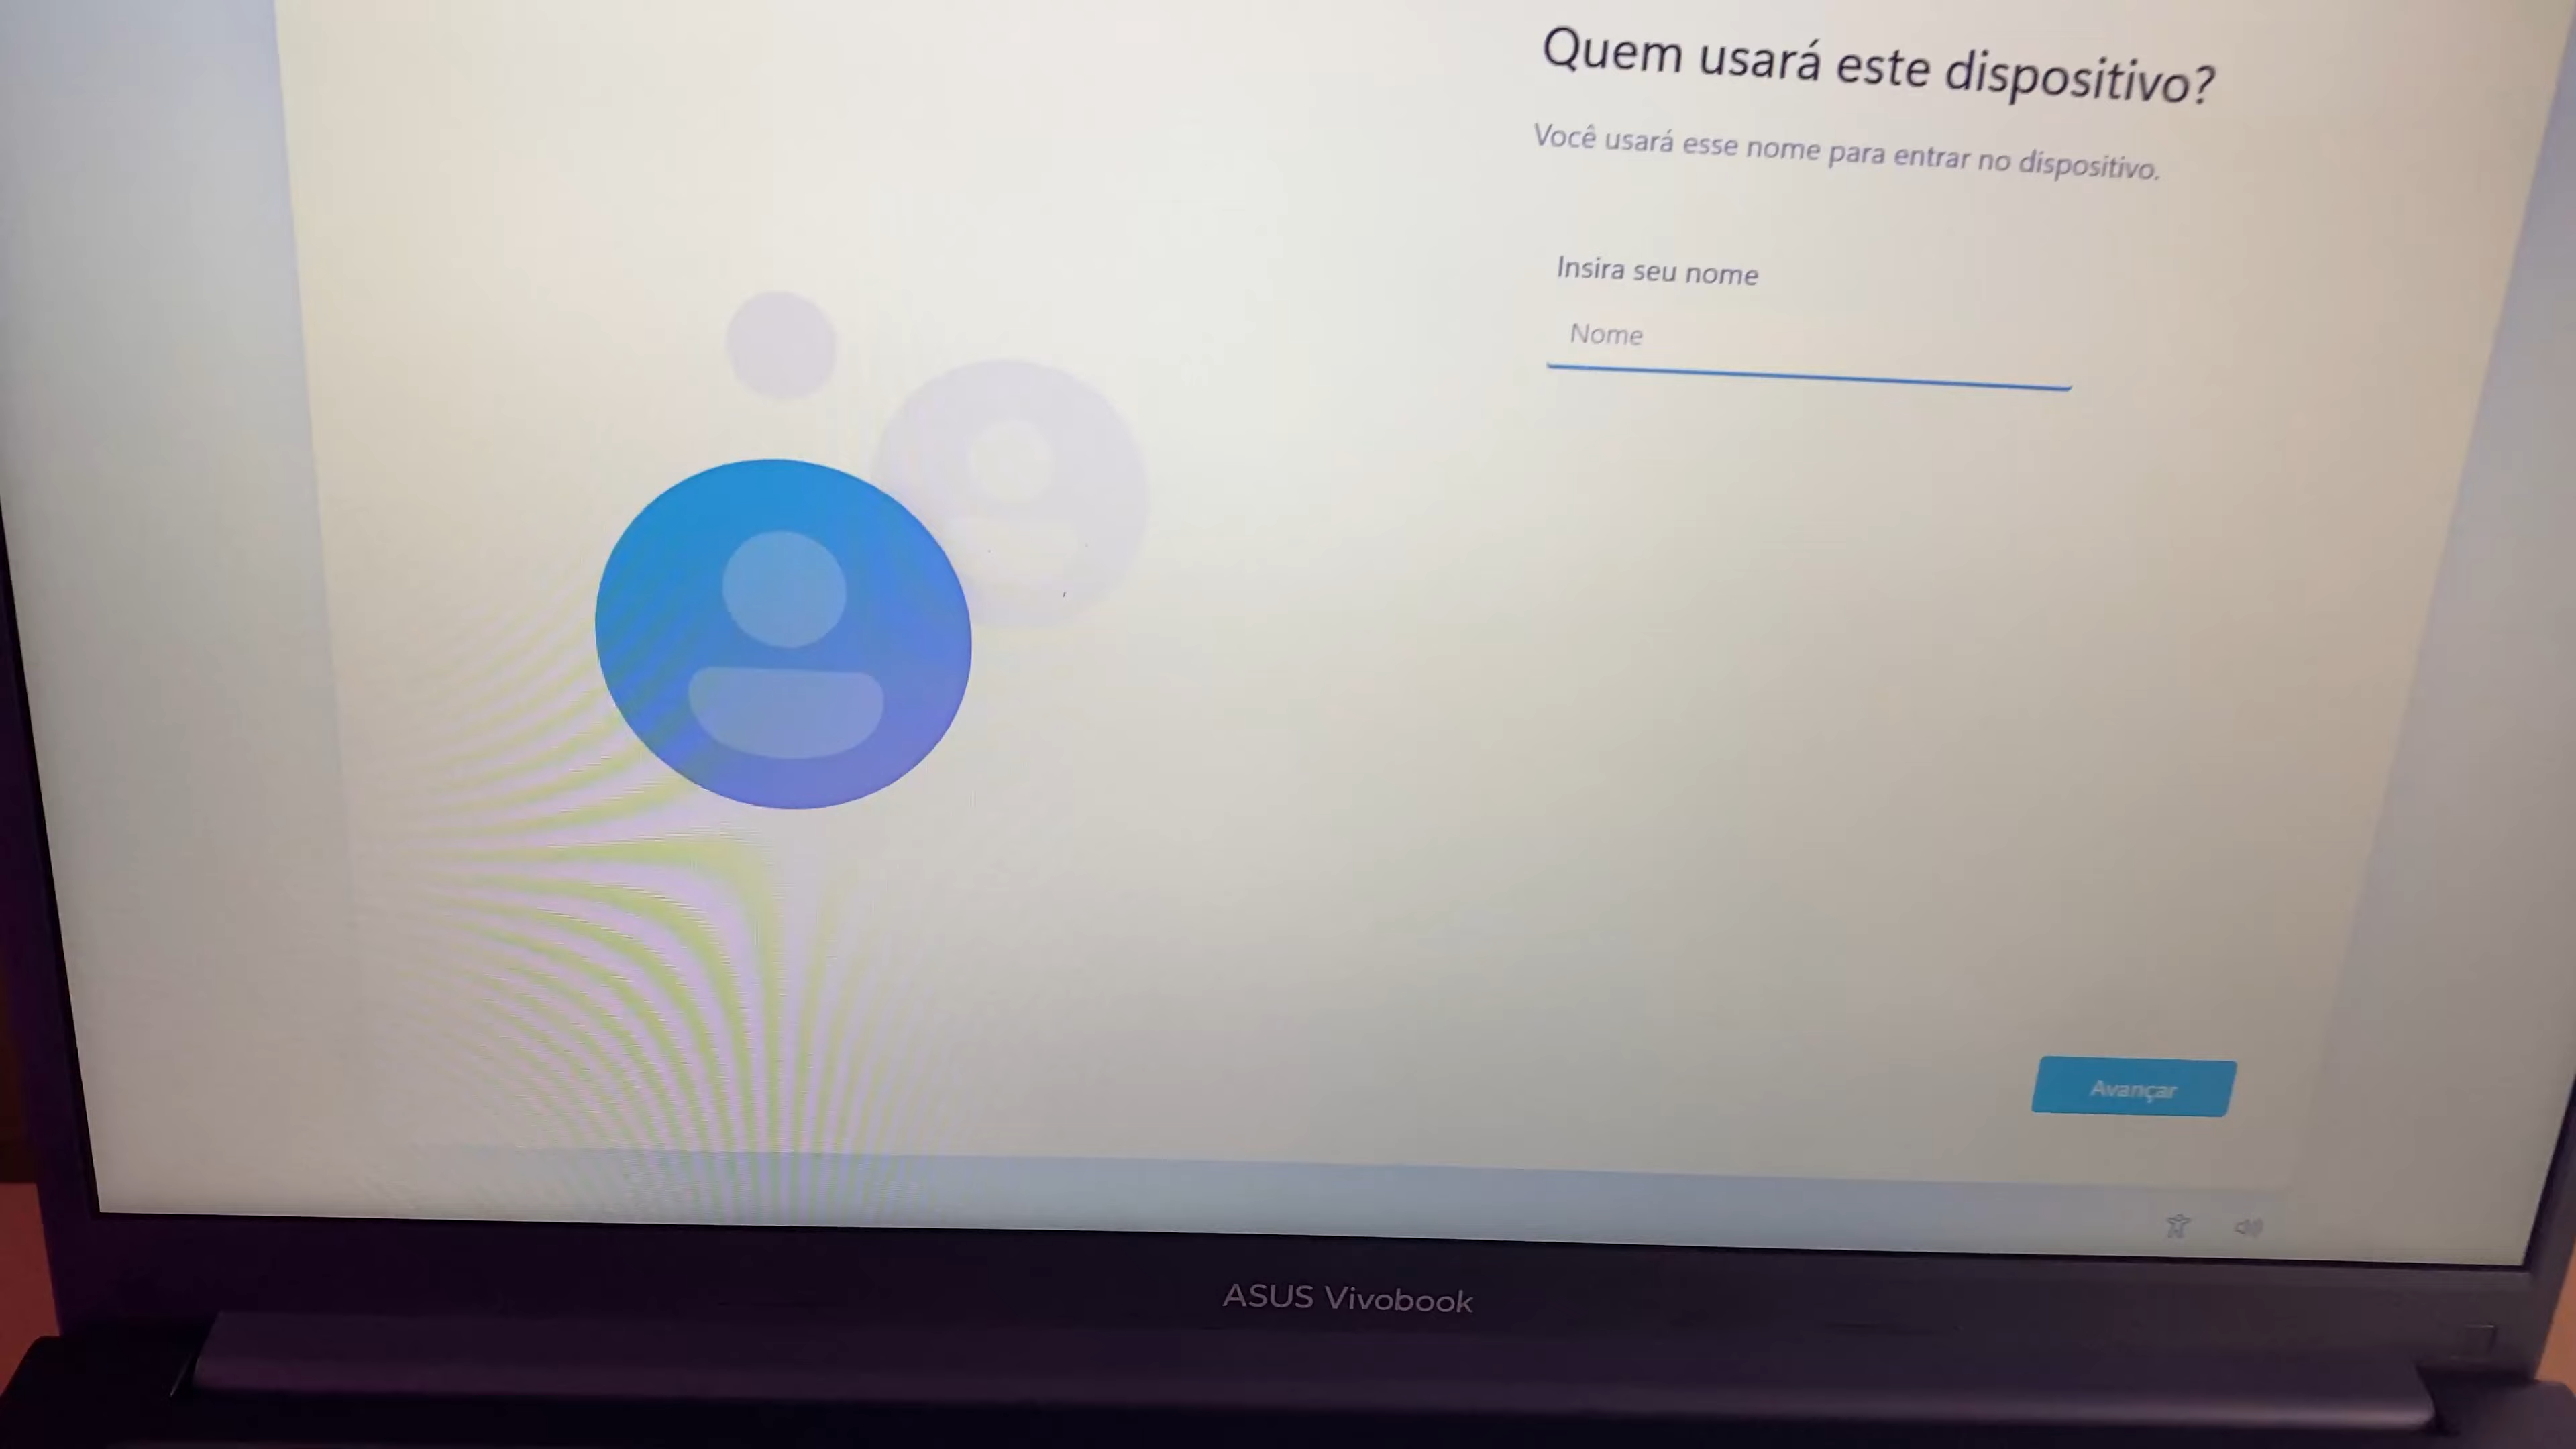 Quem usará este dispositivo?
Você usará esse nome para entrar no dispositivo.
Insira seu nome
Nome
Avançar
ASUS Vivobook